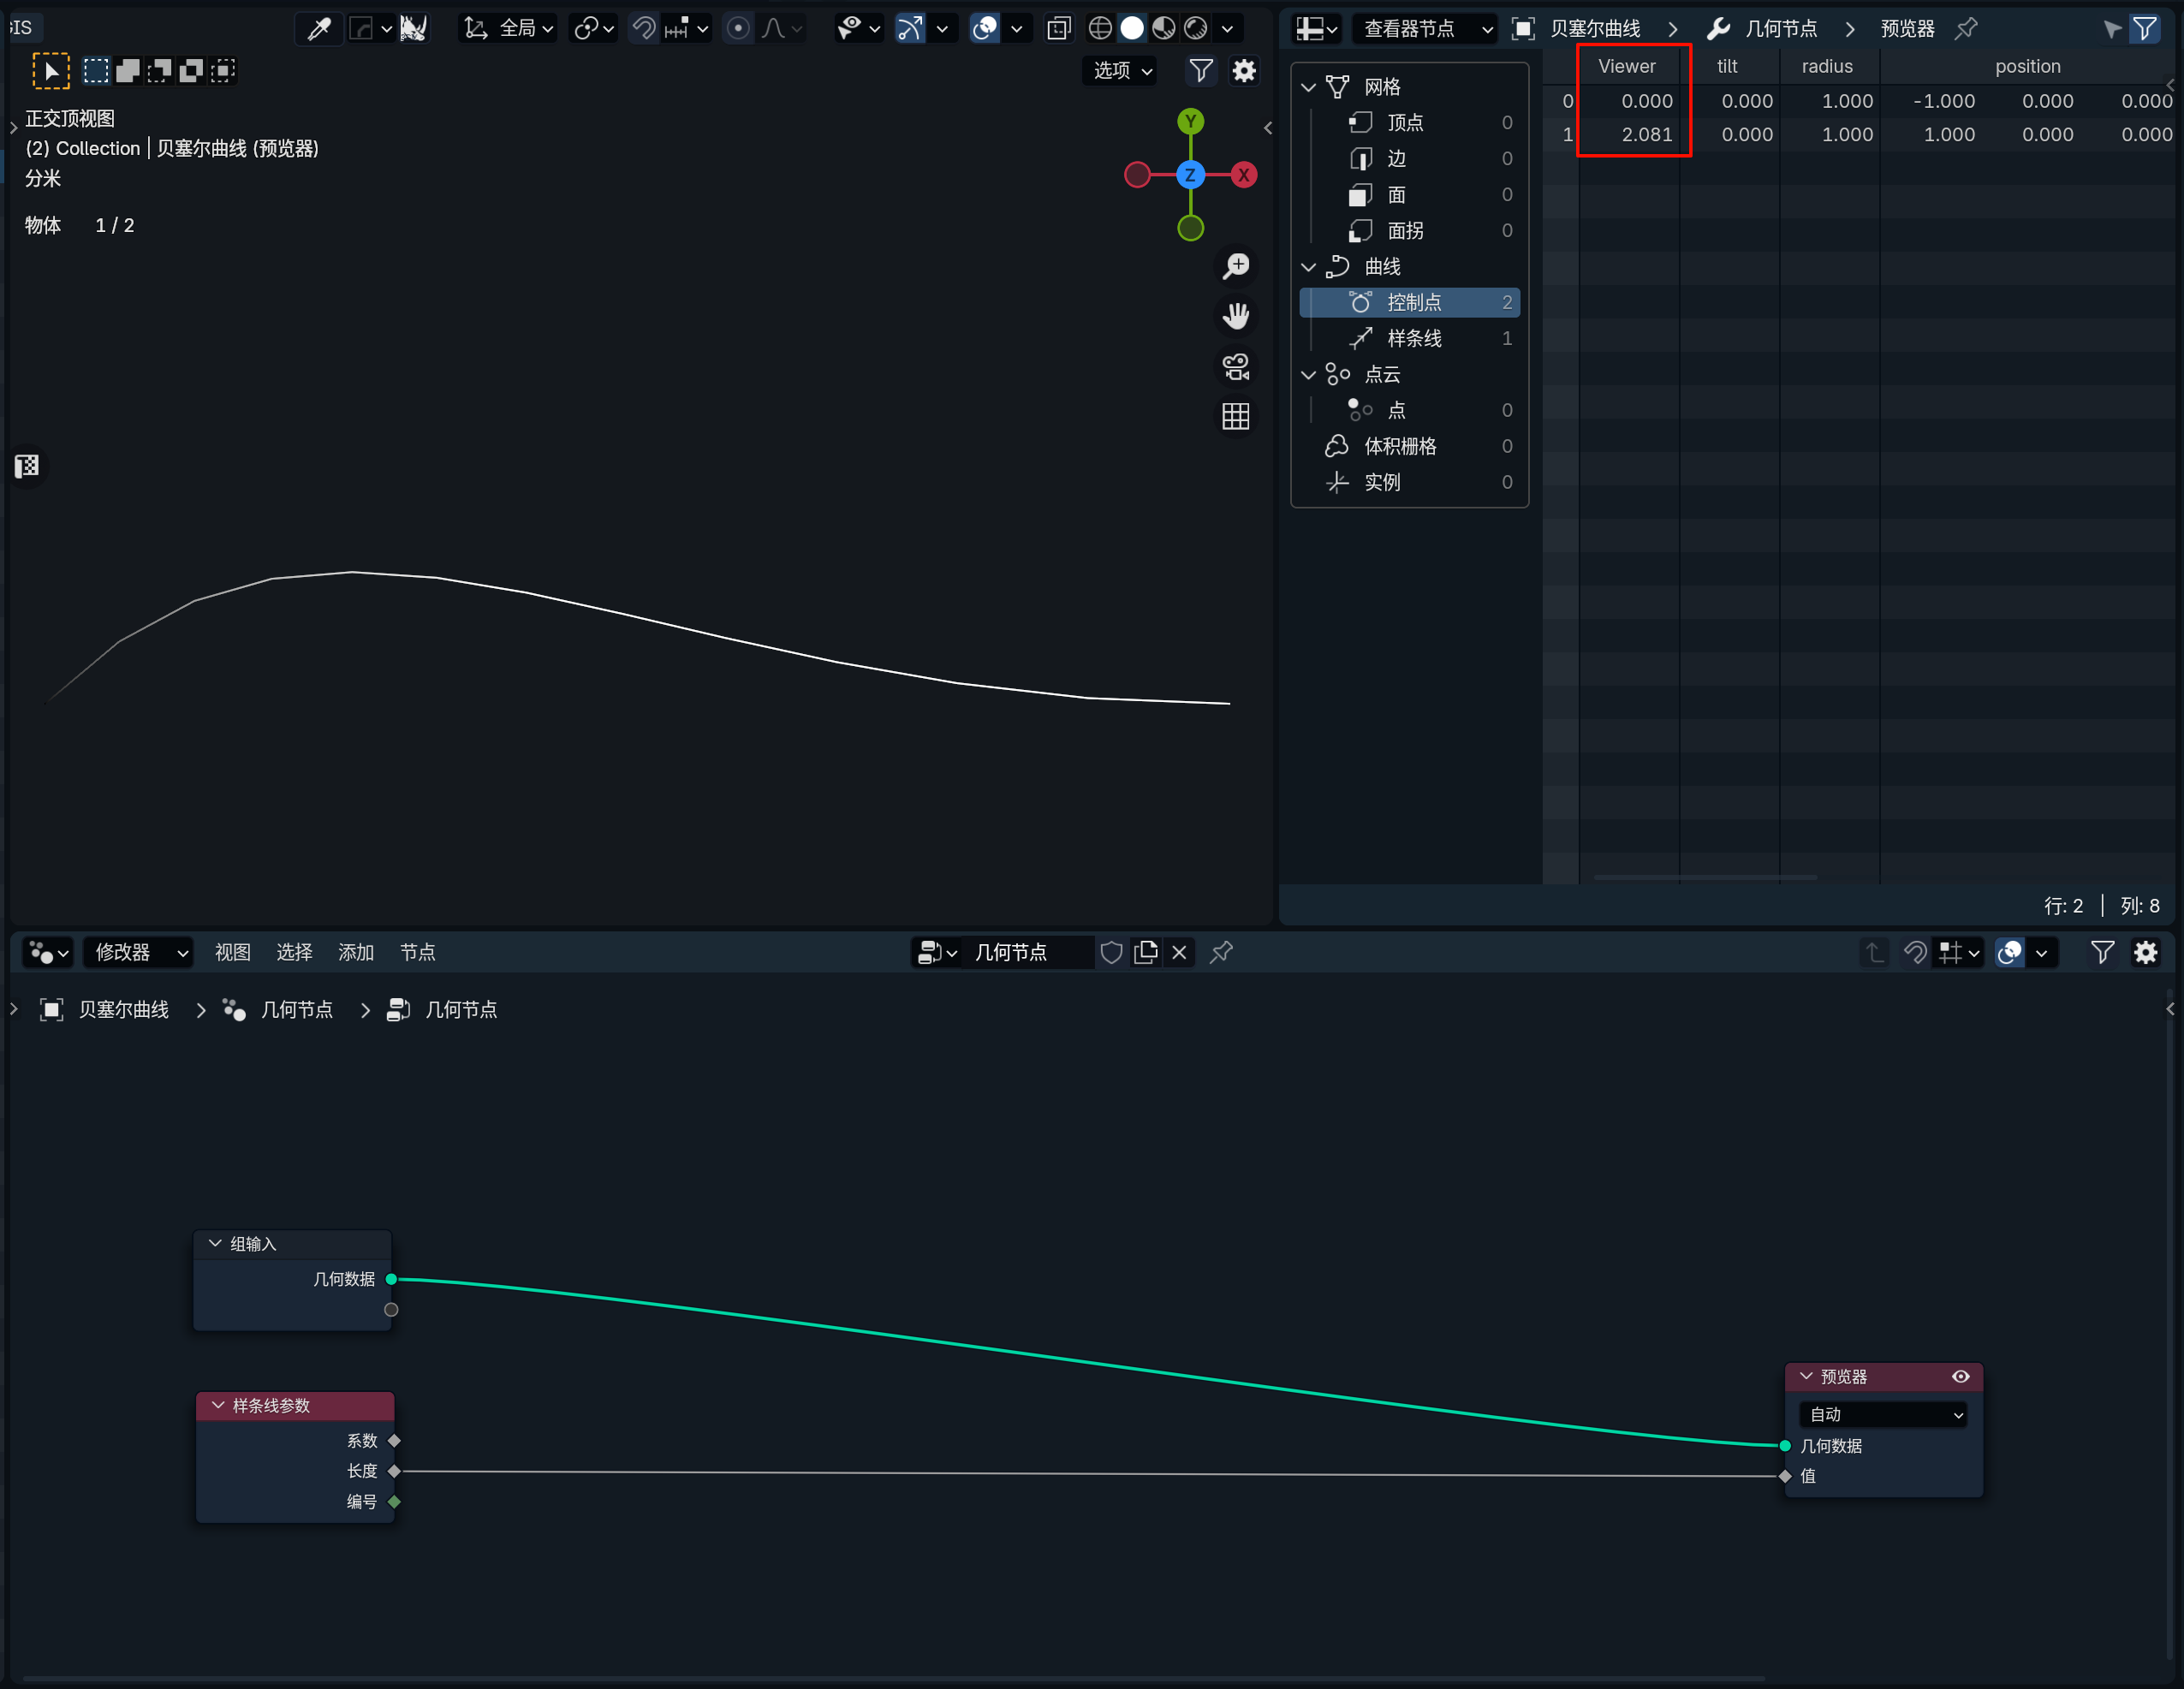 GIS
全局
选项
正交顶视图
(2) Collection | 贝塞尔曲线 (预览器)
分米
物体 1 / 2
Y
Z
X
查看器节点
贝塞尔曲线
几何节点
预览器
网格
顶点 0
边 0
面 0
面拐 0
曲线
控制点 2
样条线 1
点云
点 0
体积栅格 0
实例 0
Viewer tilt radius position
0 0.000 0.000 1.000 -1.000 0.000 0.000
1 2.081 0.000 1.000 1.000 0.000 0.000
行: 2 | 列: 8
修改器 视图 选择 添加 节点
几何节点
贝塞尔曲线 几何节点 几何节点
组输入
几何数据
样条线参数
系数
长度
编号
预览器
自动
几何数据
值